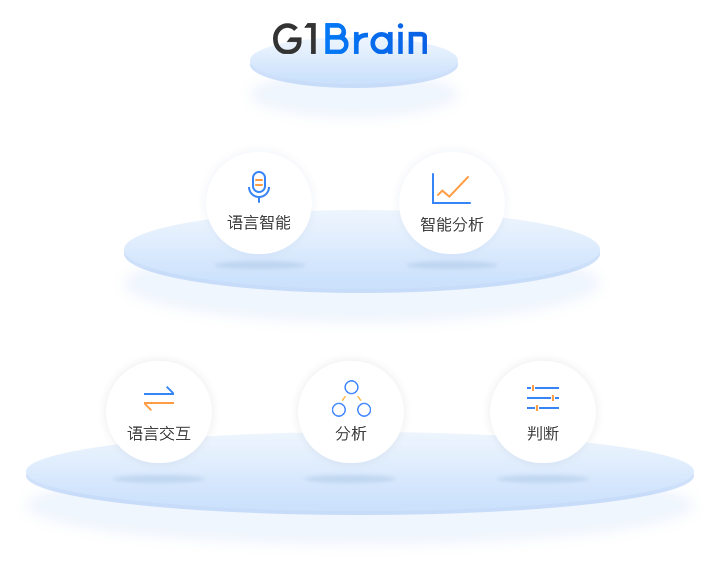 G1Brain
语言智能
智能分析
语言交互
分析
判断